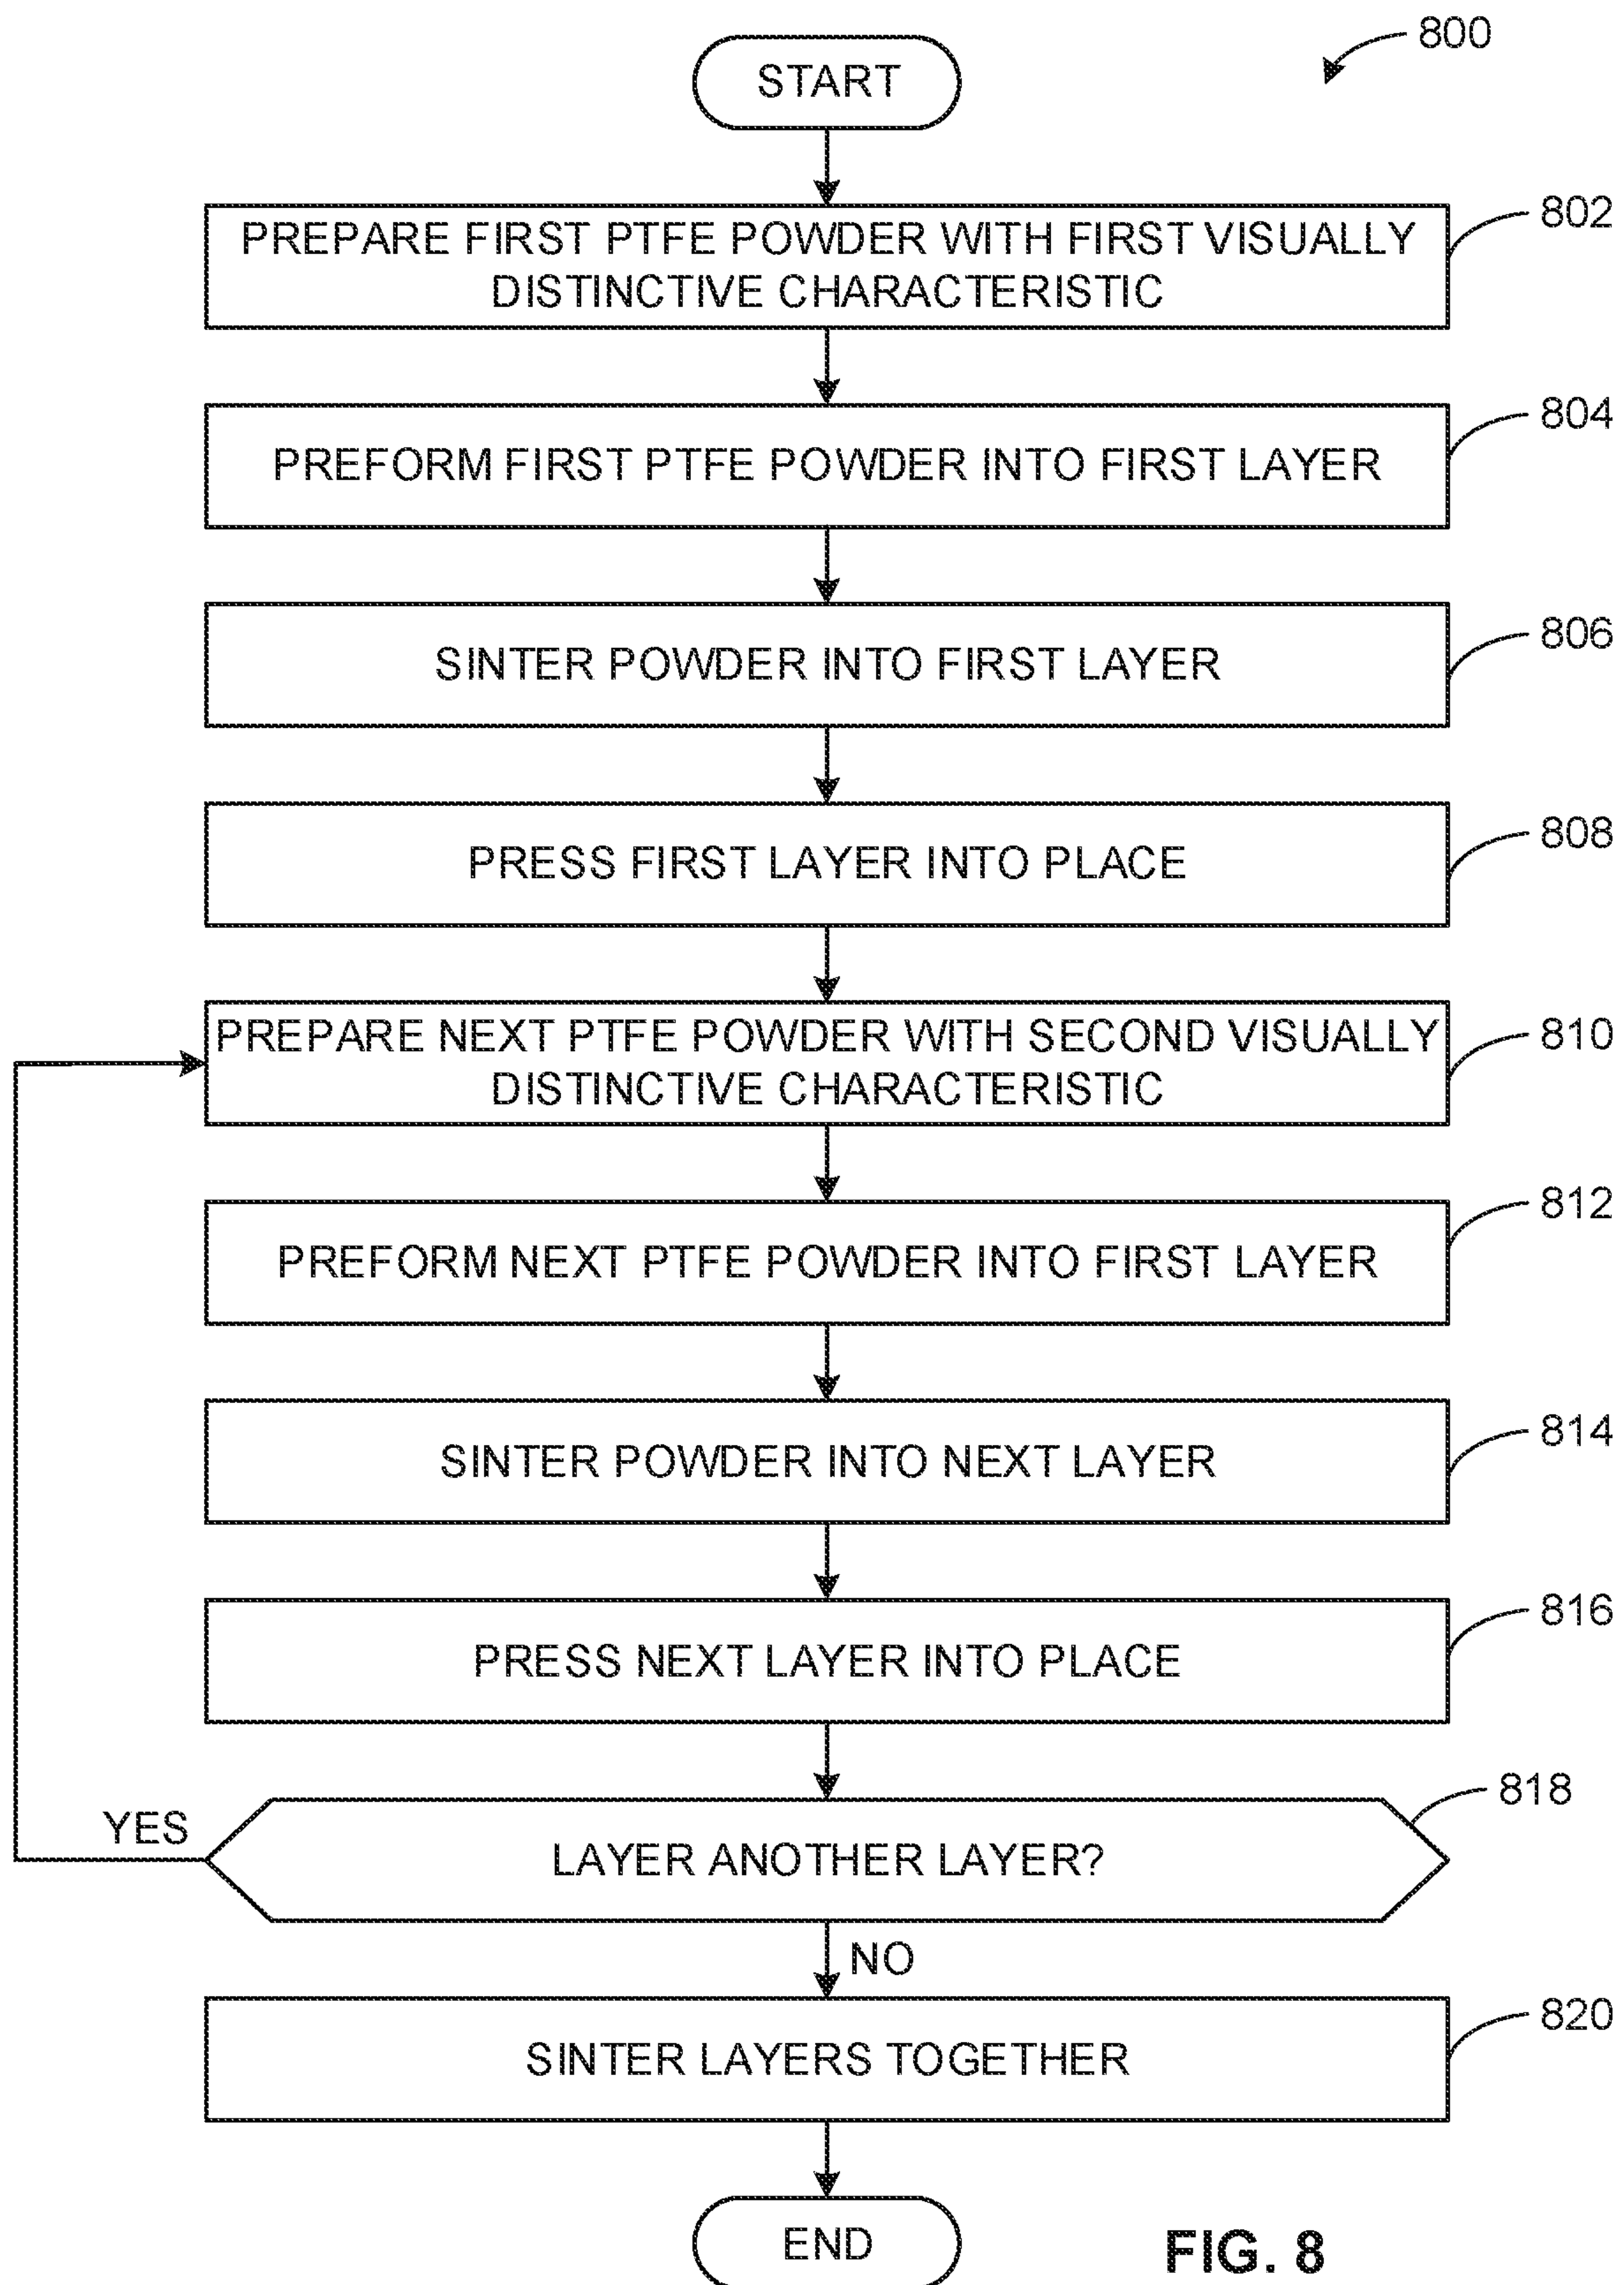 800
START
802
PREPARE FIRST PTFE POWDER WITH FIRST VISUALLY
DISTINCTIVE CHARACTERISTIC
804
PREFORM FIRST PTFE POWDER INTO FIRST LAYER
806
SINTER POWDER INTO FIRST LAYER
808
PRESS FIRST LAYER INTO PLACE
810
PREPARE NEXT PTFE POWDER WITH SECOND VISUALLY
DISTINCTIVE CHARACTERISTIC
812
PREFORM NEXT PTFE POWDER INTO FIRST LAYER
814
SINTER POWDER INTO NEXT LAYER
816
PRESS NEXT LAYER INTO PLACE
818
YES
LAYER ANOTHER LAYER?
NO
820
SINTER LAYERS TOGETHER
END
FIG. 8